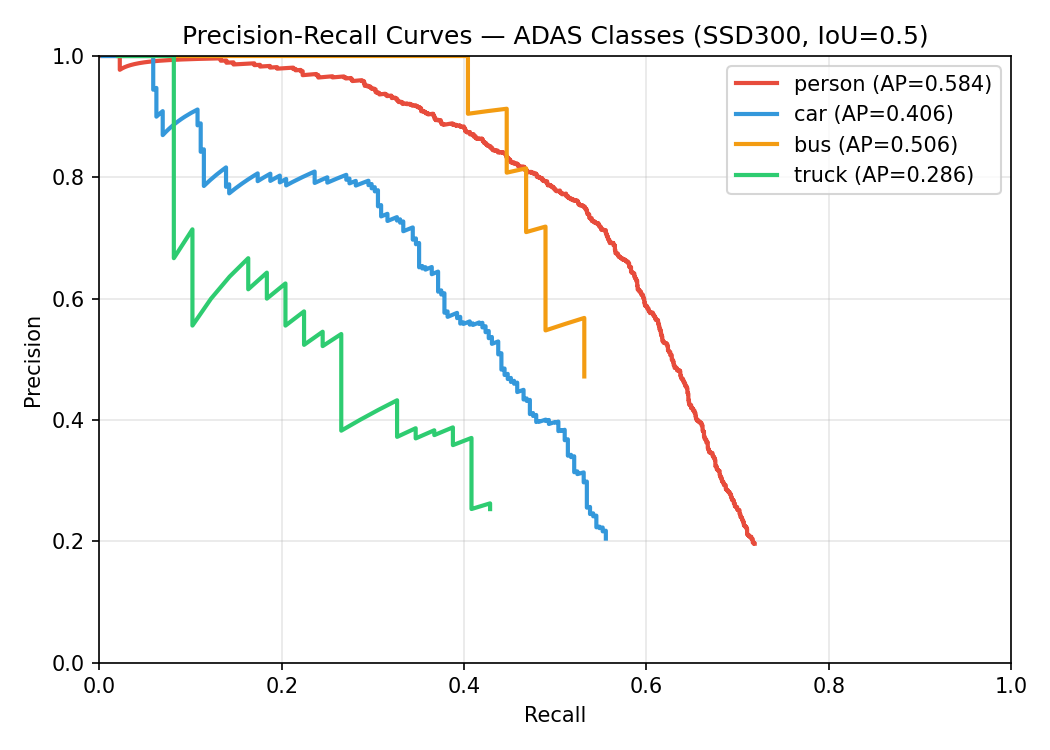 Precision-Recall Curves — ADAS Classes (SSD300, IoU=0.5)
person (AP=0.584)
car (AP=0.406)
bus (AP=0.506)
truck (AP=0.286)
1.0
0.8
0.6
0.4
0.2
0.0
Precision
0.0 0.2 0.4 0.6 0.8 1.0
Recall